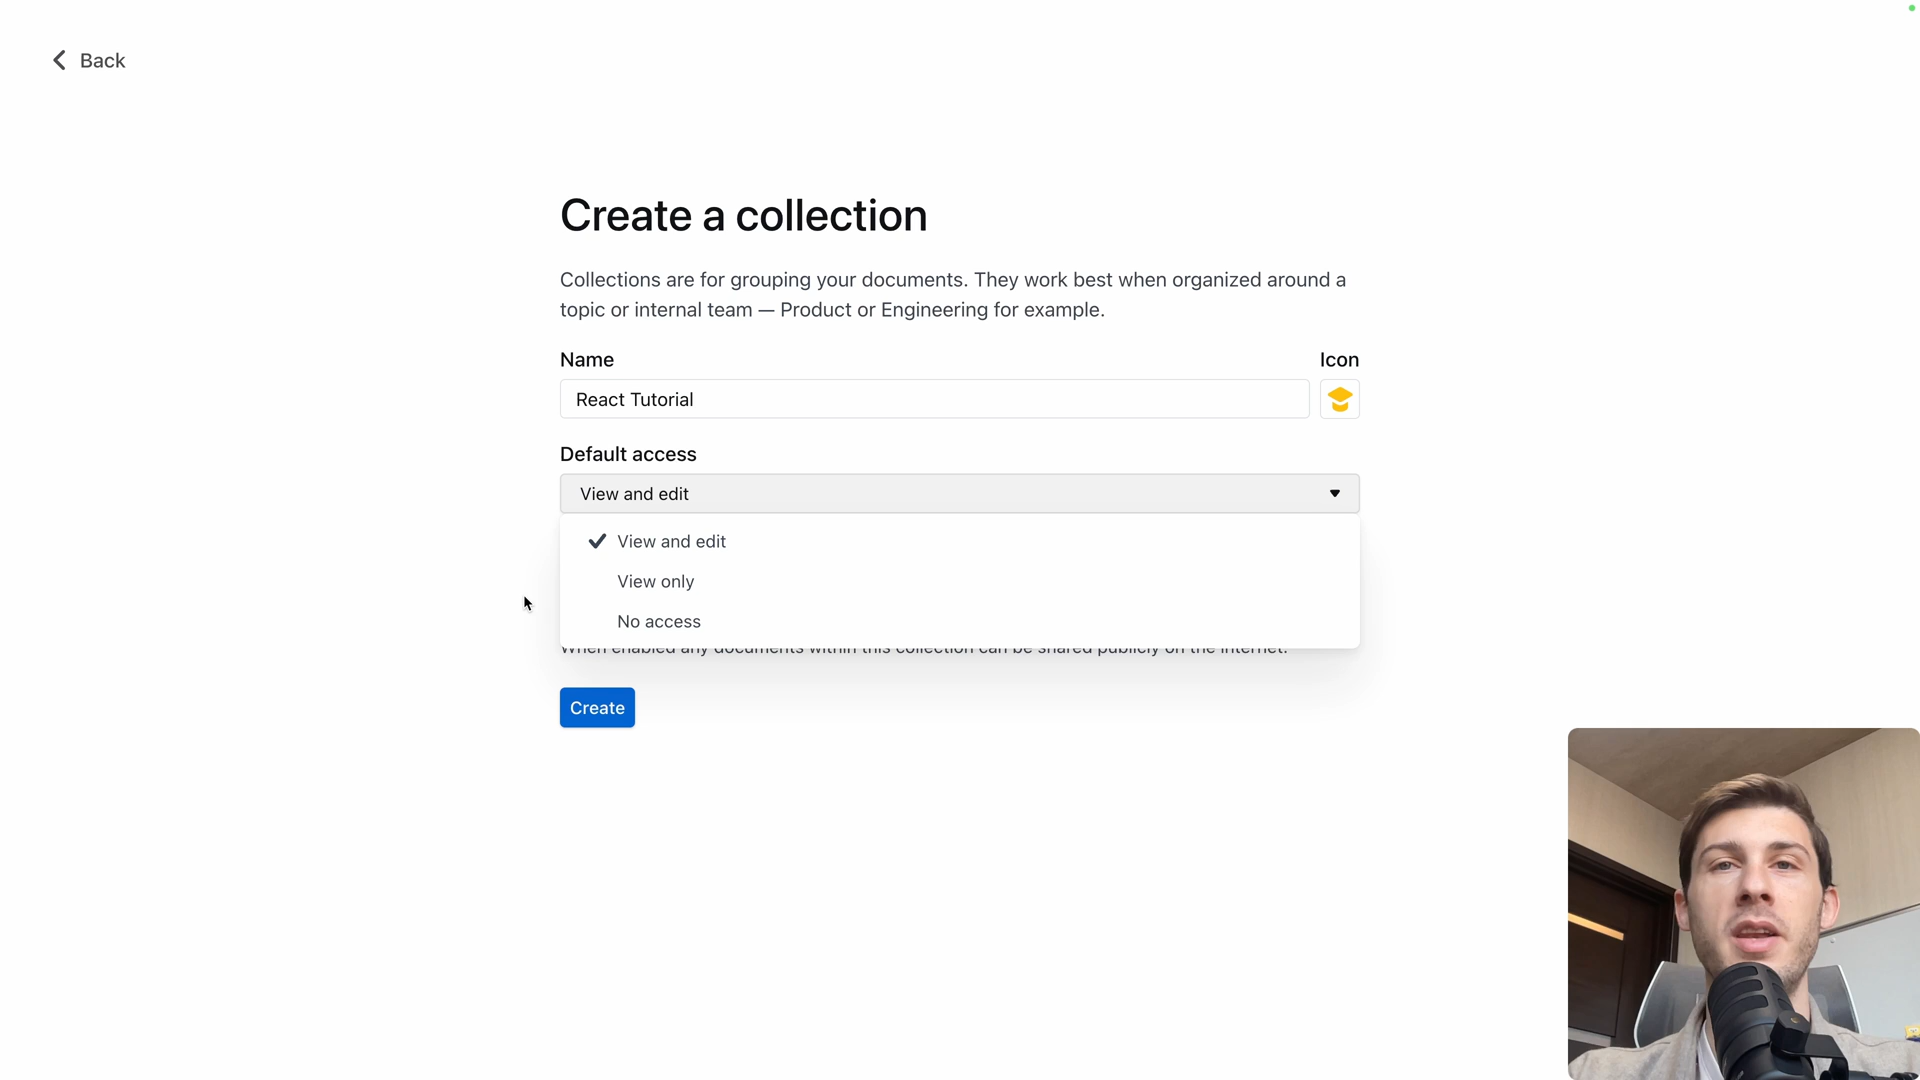 Back
Create a collection
Collections are for grouping your documents. They work best when organized around a
topic or internal team — Product or Engineering for example.
Name
Icon
React Tutorial
Default access
View and edit
View and edit
View only
No access
When enabled any documents within this collection can be shared publicly on the internet.
Create